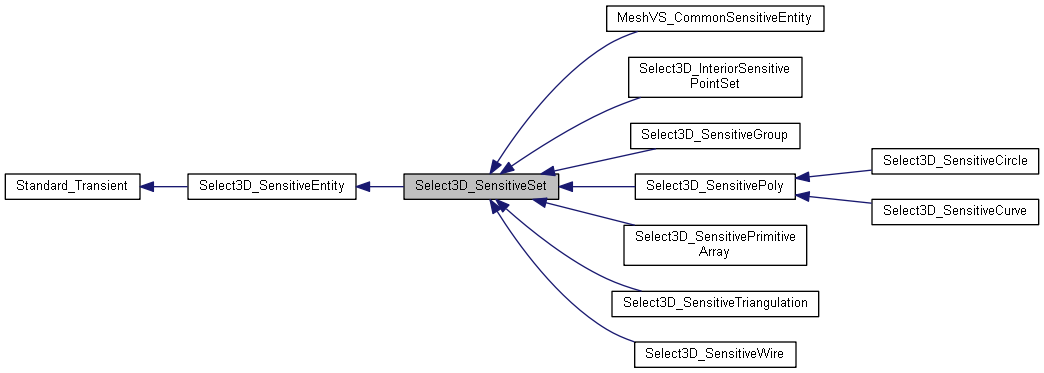 MeshVS_CommonSensitiveEntity
Select3D_InteriorSensitive
PointSet
Select3D_SensitiveGroup
Select3D_SensitiveCircle
Standard_Transient
Select3D_SensitiveEntity
Select3D_SensitiveSet
Select3D_SensitivePoly
Select3D_SensitiveCurve
Select3D_SensitivePrimitive
Array
Select3D_SensitiveTriangulation
Select3D_SensitiveWire